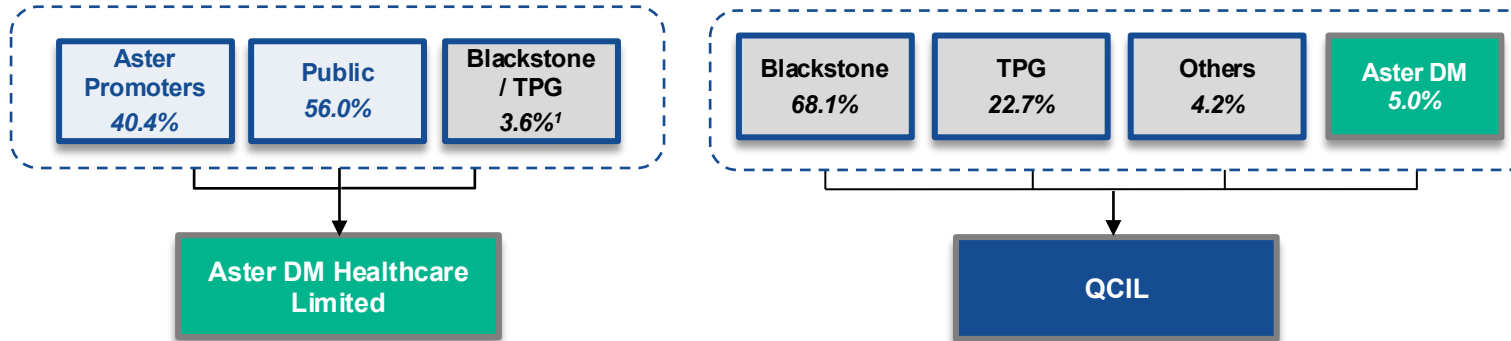 Aster
Promoters
40.4%
Public
56.0%
Blackstone
/ TPG
3.6%¹
Aster DM Healthcare
Limited
Blackstone
68.1%
TPG
22.7%
Others
4.2%
Aster DM
5.0%
QCIL